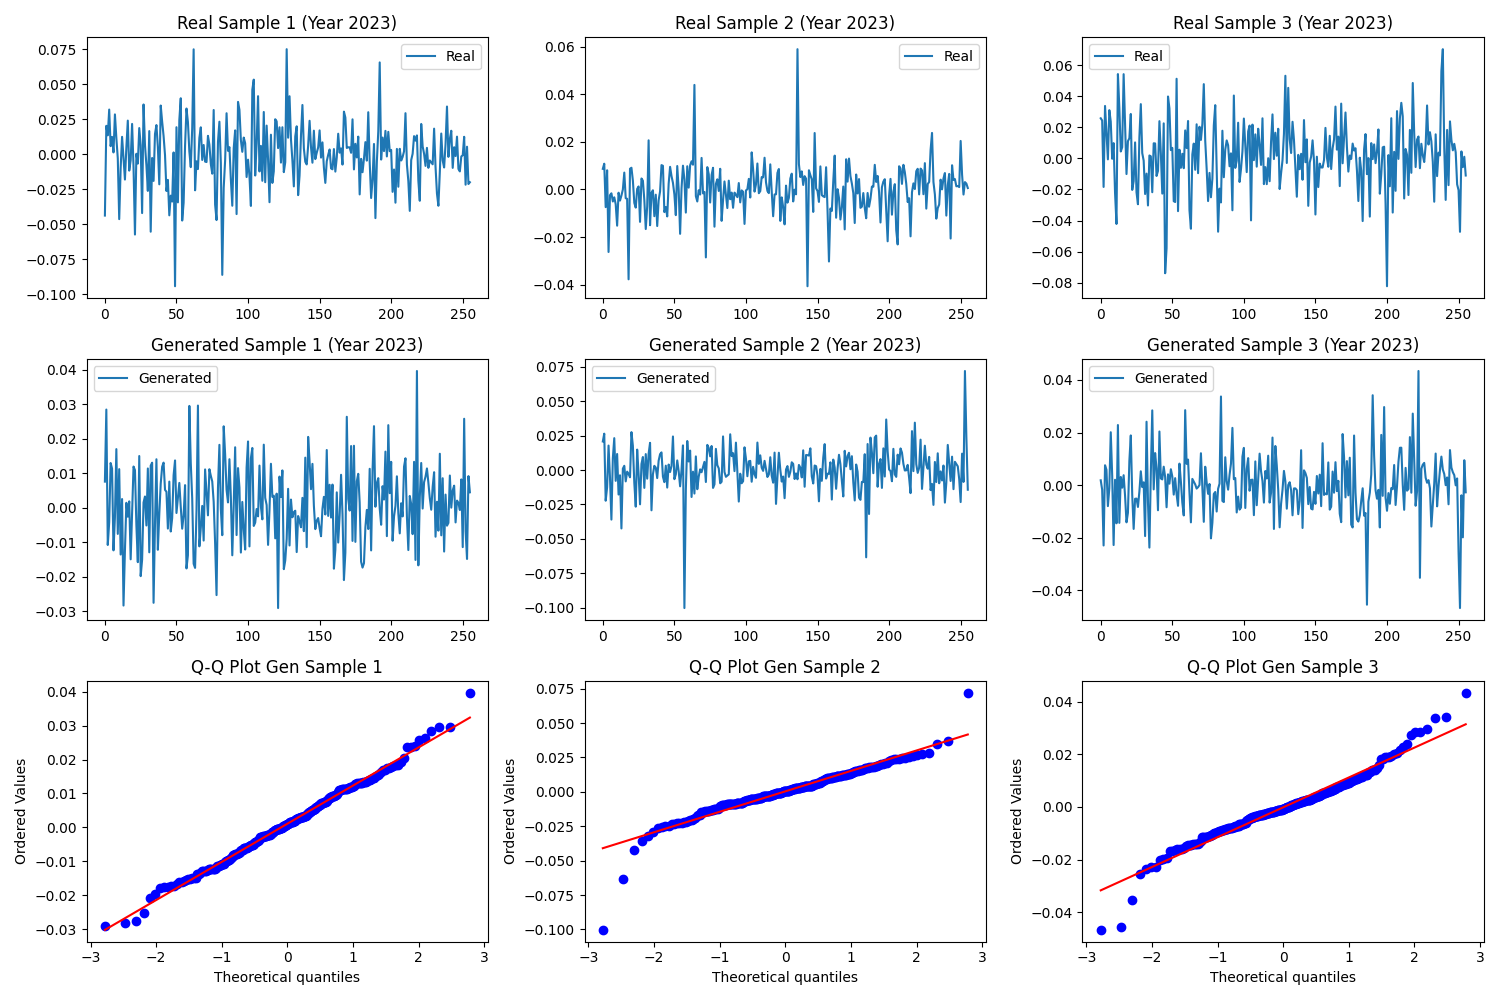 Real Sample 1 (Year 2023)
Real Sample 2 (Year 2023)
Real Sample 3 (Year 2023)
0.075
0.050
0.025
0.000
−0.025
−0.050
−0.075
−0.100
Real
0 50 100 150 200 250
0.06
0.04
0.02
0.00
−0.02
−0.04
Real
0 50 100 150 200 250
0.06
0.04
0.02
0.00
−0.02
−0.04
−0.06
−0.08
Real
0 50 100 150 200 250
Generated Sample 1 (Year 2023)
Generated Sample 2 (Year 2023)
Generated Sample 3 (Year 2023)
0.04
0.03
0.02
0.01
0.00
−0.01
−0.02
−0.03
Generated
0 50 100 150 200 250
0.075
0.050
0.025
0.000
−0.025
−0.050
−0.075
−0.100
Generated
0 50 100 150 200 250
0.04
0.02
0.00
−0.02
−0.04
Generated
0 50 100 150 200 250
Q-Q Plot Gen Sample 1
Q-Q Plot Gen Sample 2
Q-Q Plot Gen Sample 3
Ordered Values
0.04
0.03
0.02
0.01
0.00
−0.01
−0.02
−0.03
−3 −2 −1 0 1 2 3
Theoretical quantiles
Ordered Values
0.075
0.050
0.025
0.000
−0.025
−0.050
−0.075
−0.100
−3 −2 −1 0 1 2 3
Theoretical quantiles
Ordered Values
0.04
0.02
0.00
−0.02
−0.04
−3 −2 −1 0 1 2 3
Theoretical quantiles